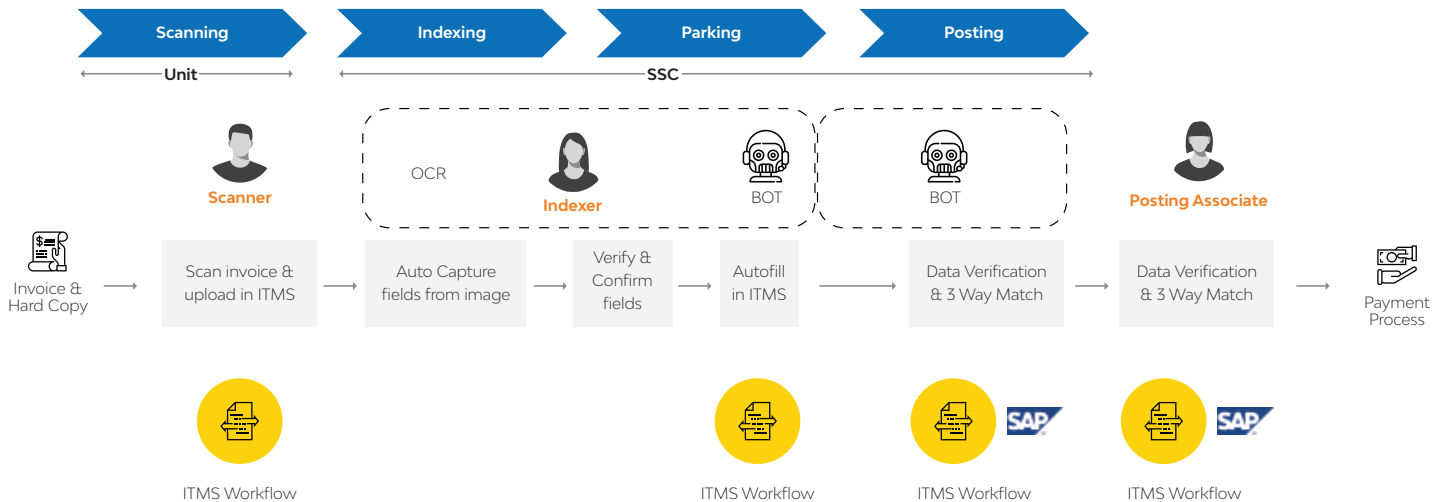 Scanning
Indexing
Parking
Posting
Unit
SSC
OCR
BOT
BOT
Scanner
Indexer
Posting Associate
$
Invoice &
Hard Copy
Scan invoice &
upload in ITMS
Auto Capture
fields from image
Verify &
Confirm
fields
Autofill
in ITMS
Data Verification
& 3 Way Match
Data Verification
& 3 Way Match
Payment
Process
SAP
SAP
ITMS Workflow
ITMS Workflow
ITMS Workflow
ITMS Workflow